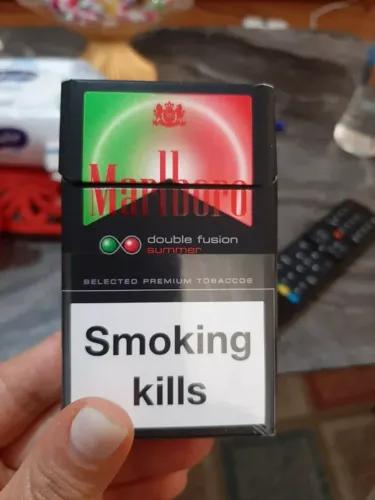 Marlboro
double fusion
summer
SELECTED PREMIUM TOBACCOS
Smoking
kills